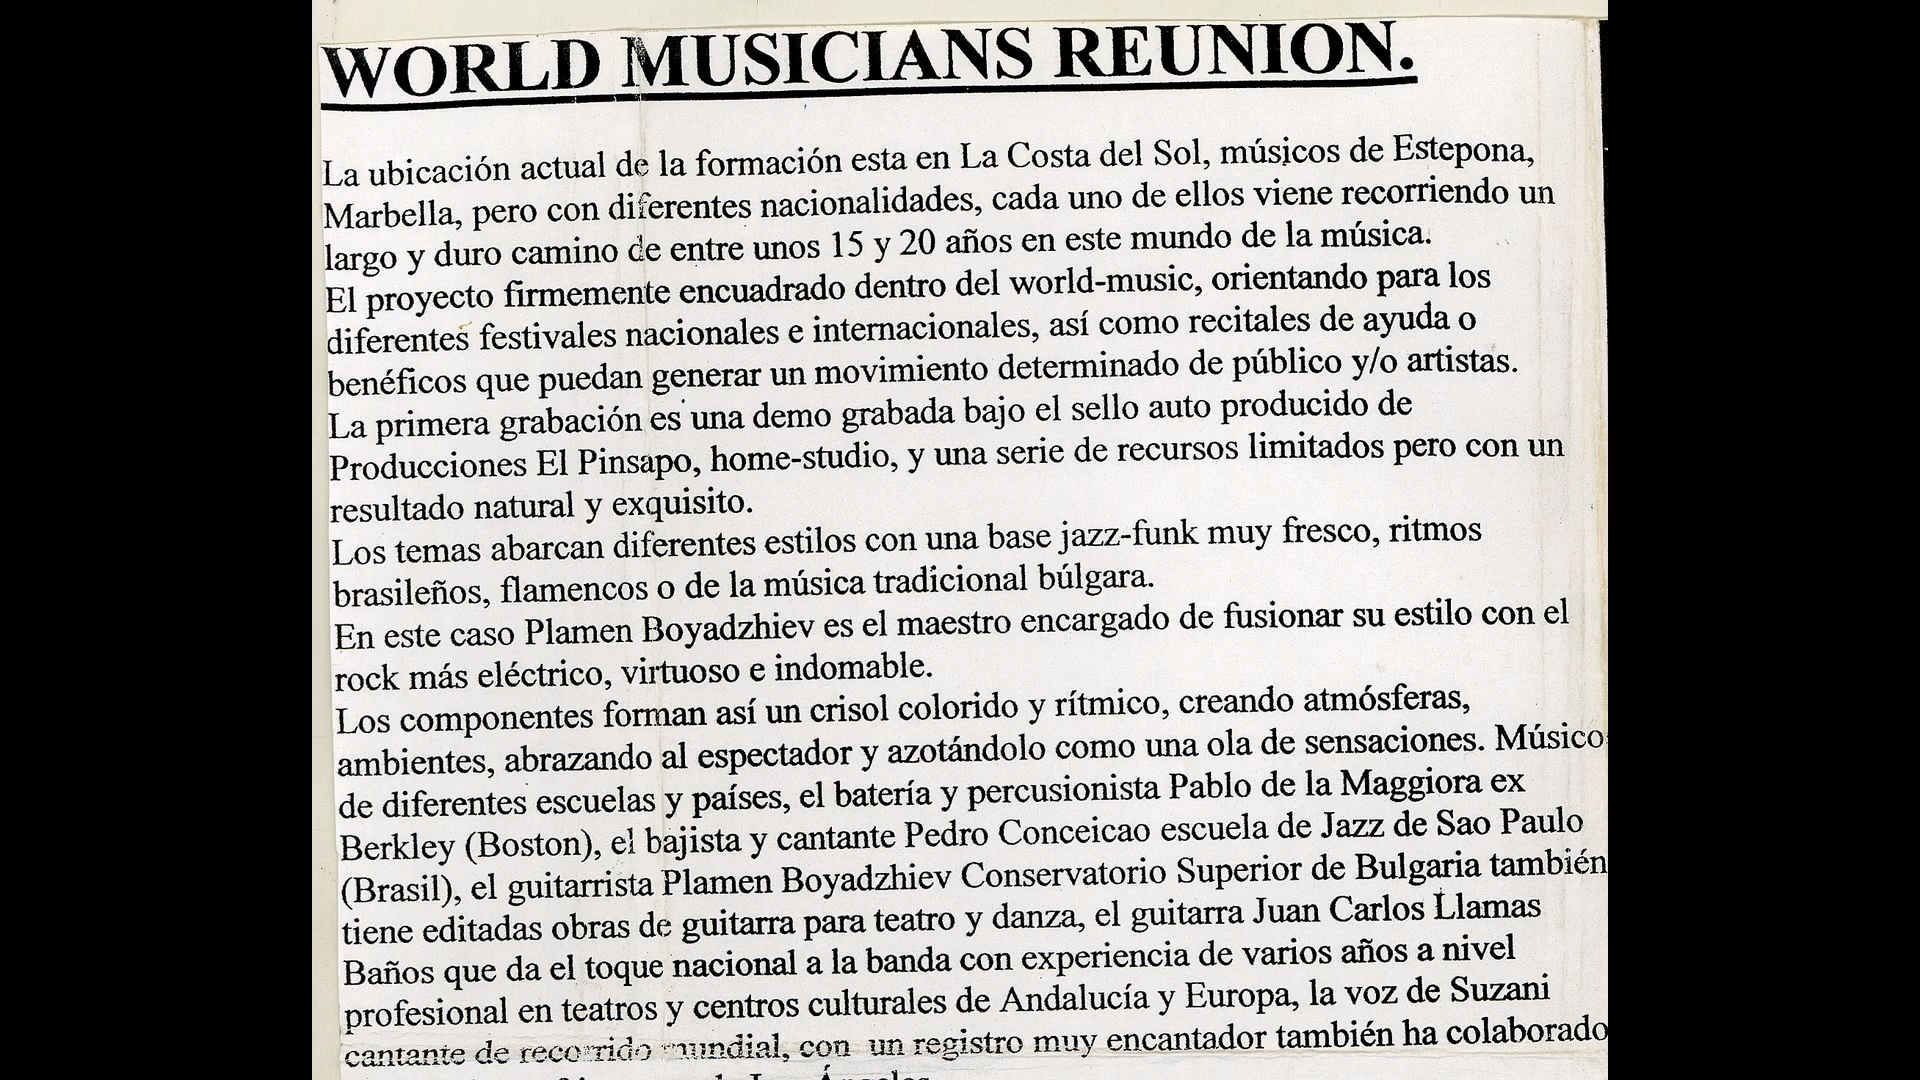 WORLD MUSICIANS REUNION.
La ubicación actual de la formación esta en La Costa del Sol, músicos de Estepona,
Marbella, pero con diferentes nacionalidades, cada uno de ellos viene recorriendo un
largo y duro camino de entre unos 15 y 20 años en este mundo de la música.
El proyecto firmemente encuadrado dentro del world-music, orientando para los
diferentes festivales nacionales e internacionales, así como recitales de ayuda o
benéficos que puedan generar un movimiento determinado de público y/o artistas.
La primera grabación es una demo grabada bajo el sello auto producido de
Producciones El Pinsapo, home-studio, y una serie de recursos limitados pero con un
resultado natural y exquisito.
Los temas abarcan diferentes estilos con una base jazz-funk muy fresco, ritmos
brasileños, flamencos o de la música tradicional búlgara.
En este caso Plamen Boyadzhiev es el maestro encargado de fusionar su estilo con el
rock más eléctrico, virtuoso e indomable.
Los componentes forman así un crisol colorido y rítmico, creando atmósferas,
ambientes, abrazando al espectador y azotándolo como una ola de sensaciones. Músico
de diferentes escuelas y países, el batería y percusionista Pablo de la Maggiora ex
Berkley (Boston), el bajista y cantante Pedro Conceicao escuela de Jazz de Sao Paulo
(Brasil), el guitarrista Plamen Boyadzhiev Conservatorio Superior de Bulgaria también
tiene editadas obras de guitarra para teatro y danza, el guitarra Juan Carlos Llamas
Baños que da el toque nacional a la banda con experiencia de varios años a nivel
profesional en teatros y centros culturales de Andalucía y Europa, la voz de Suzani
cantante de recorrido mundial, con un registro muy encantador también ha colaborado
Ángeles